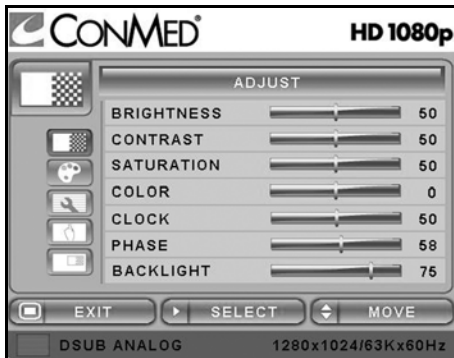 CONMED® HD 1080p
ADJUST
BRIGHTNESS 50
CONTRAST 50
SATURATION 50
COLOR 0
CLOCK 50
PHASE 58
BACKLIGHT 75
EXIT SELECT MOVE
DSUB ANALOG 1280x1024/63Kx60Hz